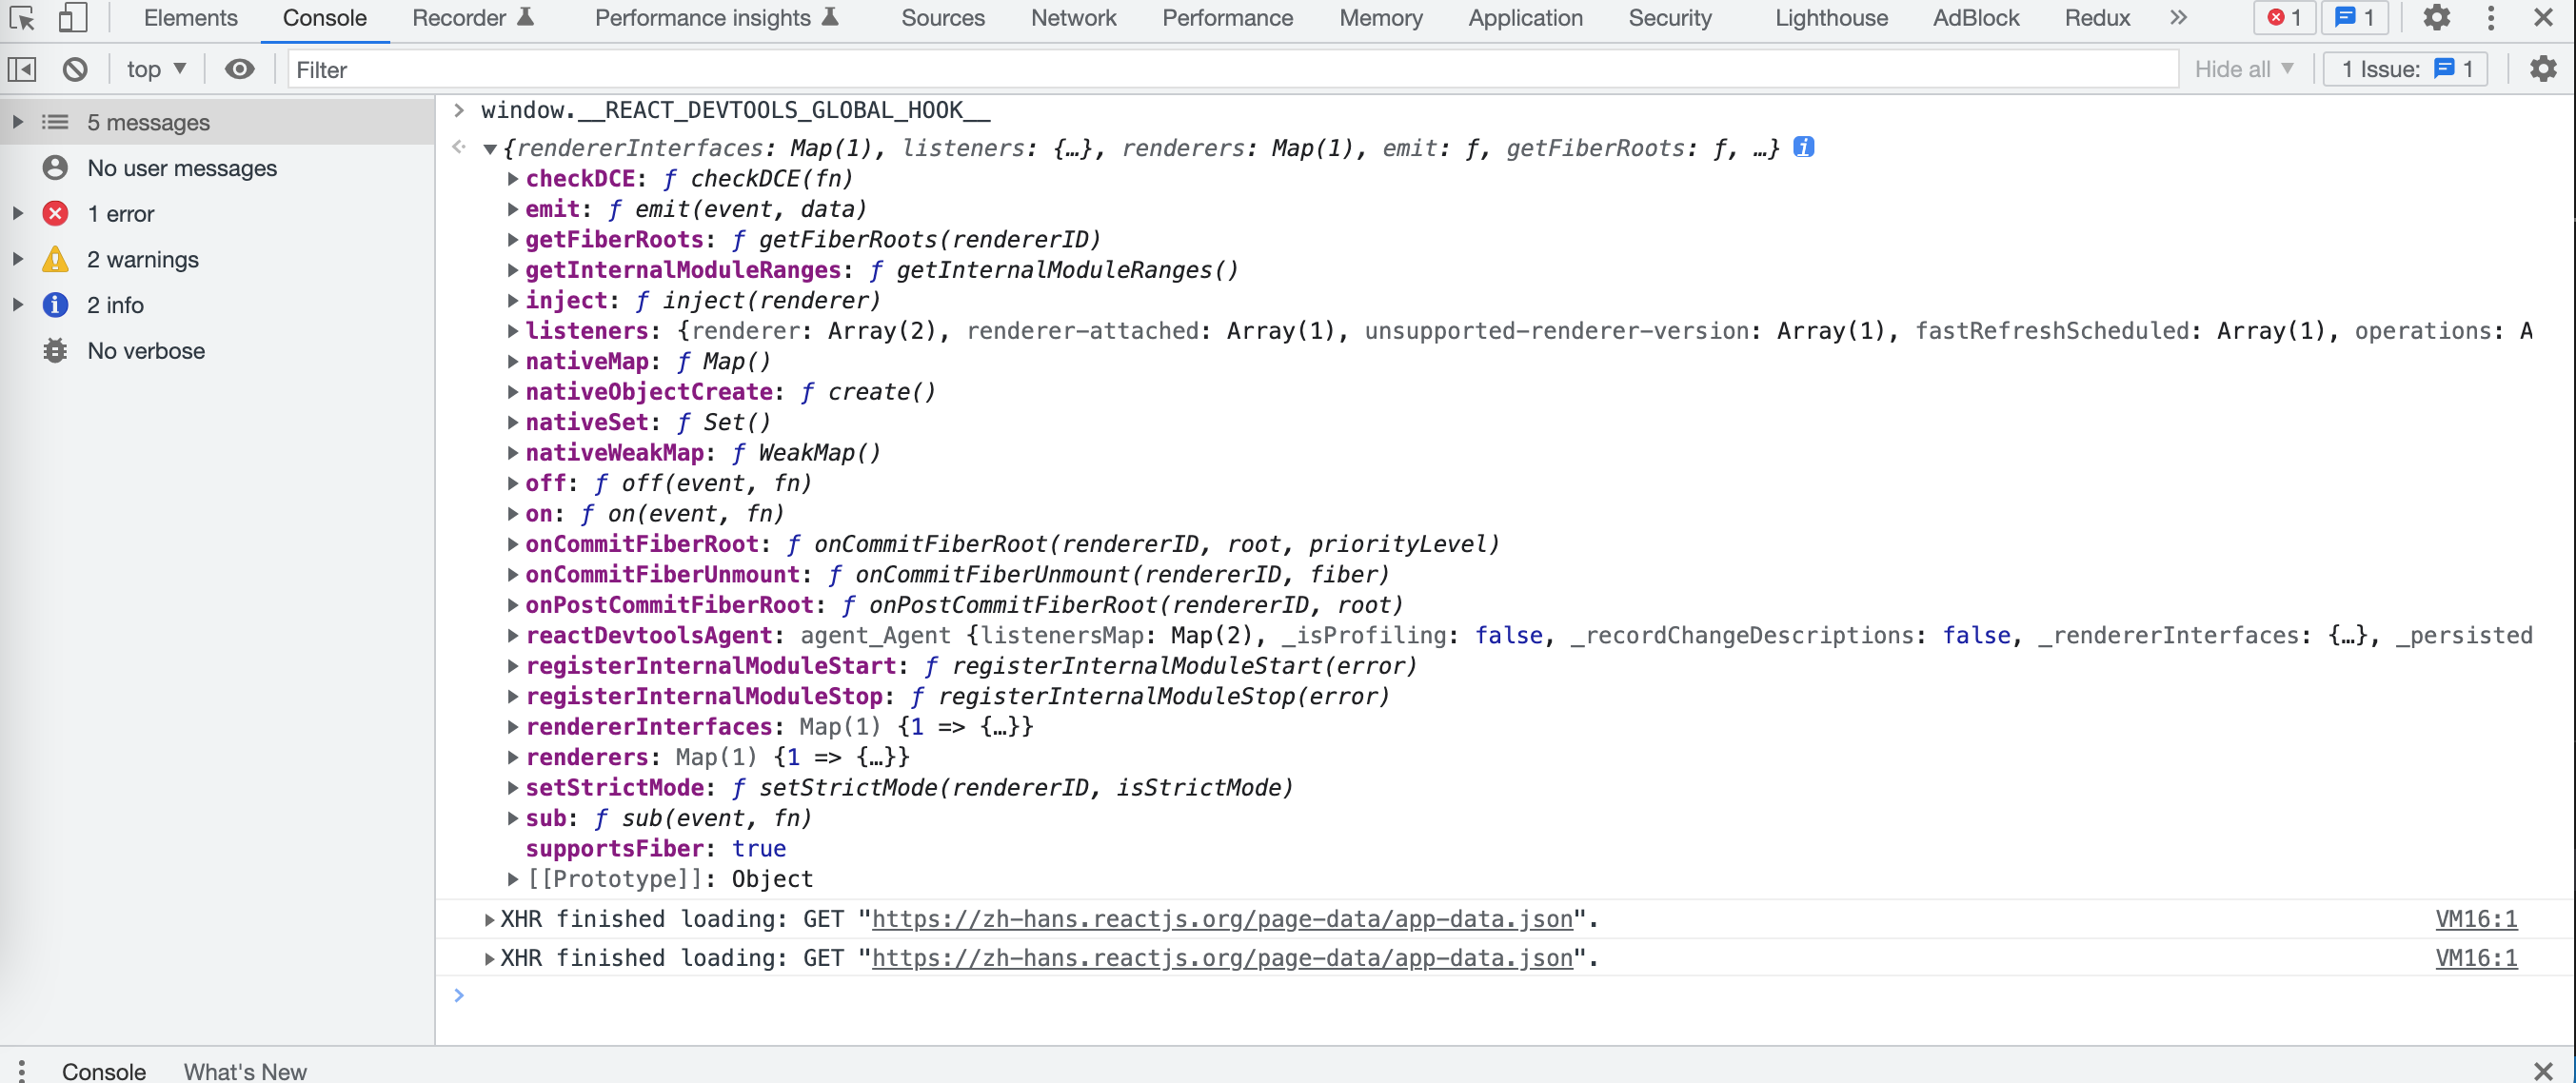 Elements Console Recorder Performance insights Sources Network Performance Memory Application Security Lighthouse AdBlock Redux 1 1
top Filter Hide all 1 Issue: 1
5 messages
No user messages
1 error
2 warnings
2 info
No verbose
window.__REACT_DEVTOOLS_GLOBAL_HOOK__
{rendererInterfaces: Map(1), listeners: {…}, renderers: Map(1), emit: ƒ, getFiberRoots: ƒ, …} i
checkDCE: ƒ checkDCE(fn)
emit: ƒ emit(event, data)
getFiberRoots: ƒ getFiberRoots(rendererID)
getInternalModuleRanges: ƒ getInternalModuleRanges()
inject: ƒ inject(renderer)
listeners: {renderer: Array(2), renderer-attached: Array(1), unsupported-renderer-version: Array(1), fastRefreshScheduled: Array(1), operations: A
nativeMap: ƒ Map()
nativeObjectCreate: ƒ create()
nativeSet: ƒ Set()
nativeWeakMap: ƒ WeakMap()
off: ƒ off(event, fn)
on: ƒ on(event, fn)
onCommitFiberRoot: ƒ onCommitFiberRoot(rendererID, root, priorityLevel)
onCommitFiberUnmount: ƒ onCommitFiberUnmount(rendererID, fiber)
onPostCommitFiberRoot: ƒ onPostCommitFiberRoot(rendererID, root)
reactDevtoolsAgent: agent_Agent {listenersMap: Map(2), _isProfiling: false, _recordChangeDescriptions: false, _rendererInterfaces: {…}, _persisted
registerInternalModuleStart: ƒ registerInternalModuleStart(error)
registerInternalModuleStop: ƒ registerInternalModuleStop(error)
rendererInterfaces: Map(1) {1 => {…}}
renderers: Map(1) {1 => {…}}
setStrictMode: ƒ setStrictMode(rendererID, isStrictMode)
sub: ƒ sub(event, fn)
supportsFiber: true
[[Prototype]]: Object
XHR finished loading: GET "https://zh-hans.reactjs.org/page-data/app-data.json". VM16:1
XHR finished loading: GET "https://zh-hans.reactjs.org/page-data/app-data.json". VM16:1
Console What's New